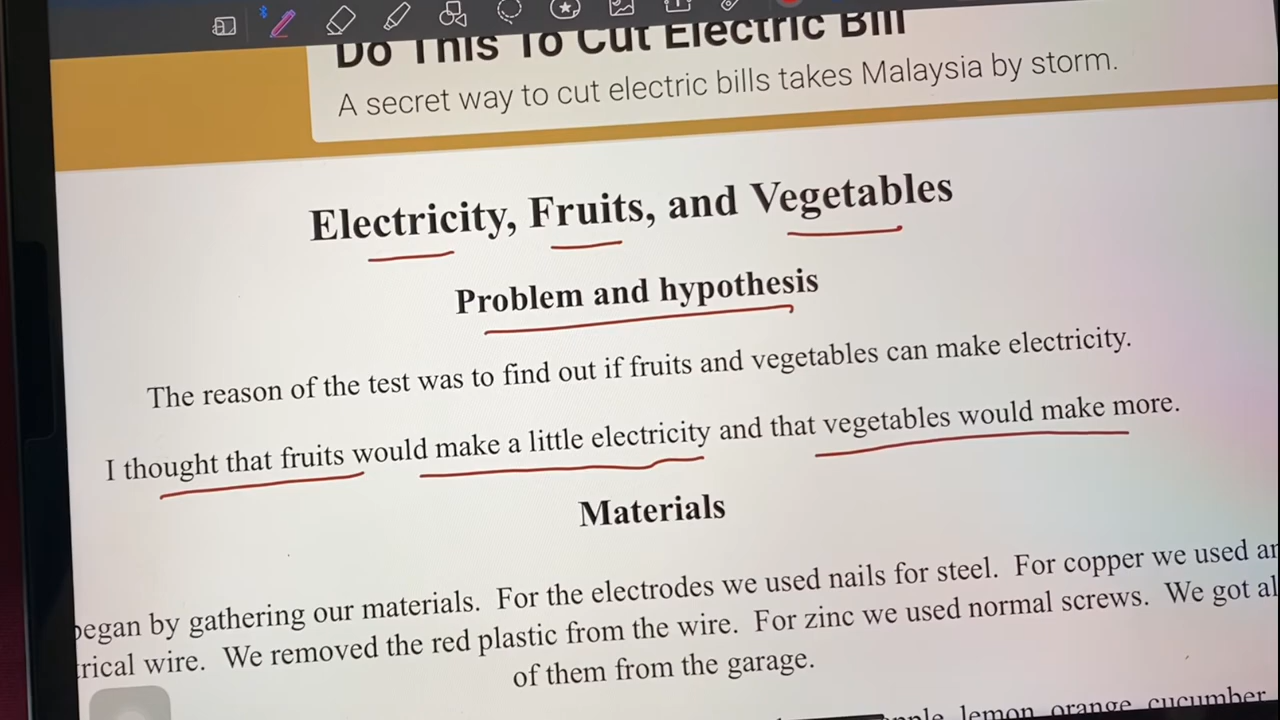 Do This To Cut Electric Bill
A secret way to cut electric bills takes Malaysia by storm.
Electricity, Fruits, and Vegetables
Problem and hypothesis
The reason of the test was to find out if fruits and vegetables can make electricity.
I thought that fruits would make a little electricity and that vegetables would make more.
Materials
began by gathering our materials. For the electrodes we used nails for steel. For copper we used
wire. We removed the red plastic from the wire. For zinc we used normal screws. We got
of them from the garage.
lemon orange cucumber